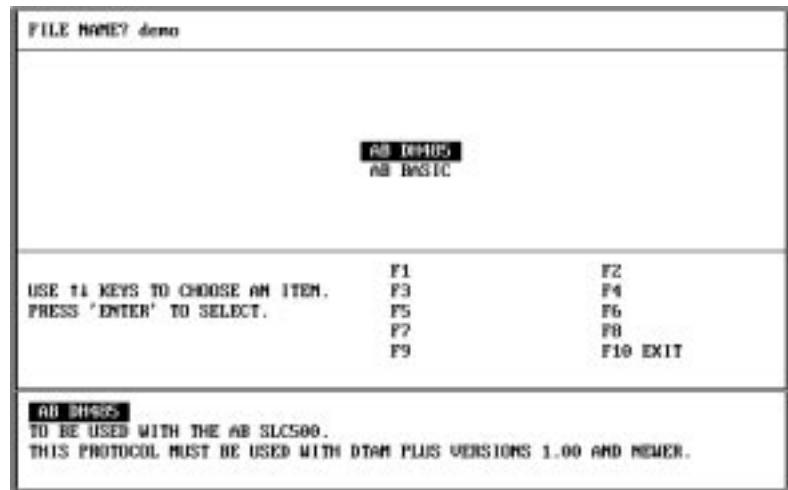 FILE NAME? demo
AB DH485
AB BASIC
F1 F2
USE ↑↓ KEYS TO CHOOSE AN ITEM. F3 F4
PRESS 'ENTER' TO SELECT. F5 F6
F7 F8
F9 F10 EXIT
AB DH485
TO BE USED WITH THE AB SLC500.
THIS PROTOCOL MUST BE USED WITH DTAM PLUS VERSIONS 1.00 AND NEWER.